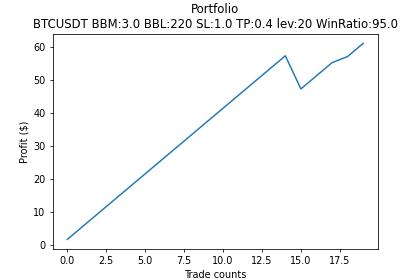 Portfolio
BTCUSDT BBM:3.0 BBL:220 SL:1.0 TP:0.4 lev:20 WinRatio:95.0
60
50
40
30
20
10
0
Profit ($)
0.0 2.5 5.0 7.5 10.0 12.5 15.0 17.5
Trade counts